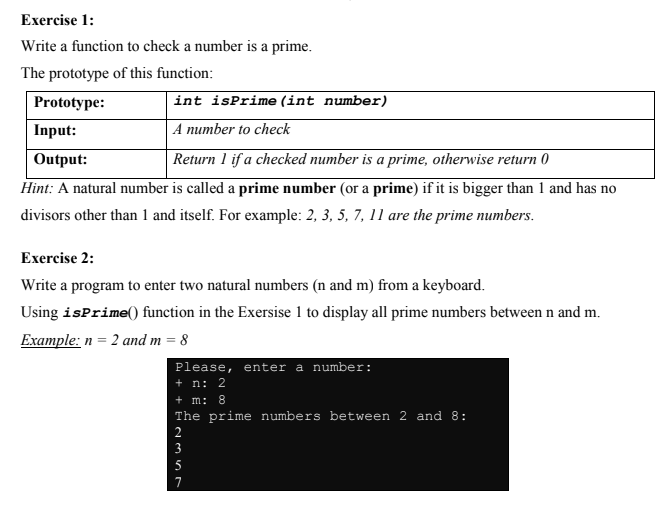 Exercise 1:
Write a function to check a number is a prime.
The prototype of this function:
Prototype: int isPrime(int number)
Input: A number to check
Output: Return 1 if a checked number is a prime, otherwise return 0
Hint: A natural number is called a prime number (or a prime) if it is bigger than 1 and has no
divisors other than 1 and itself. For example: 2, 3, 5, 7, 11 are the prime numbers.
Exercise 2:
Write a program to enter two natural numbers (n and m) from a keyboard.
Using isPrime() function in the Exersise 1 to display all prime numbers between n and m.
Example: n = 2 and m = 8
Please, enter a number:
+ n: 2
+ m: 8
The prime numbers between 2 and 8:
2
3
5
7